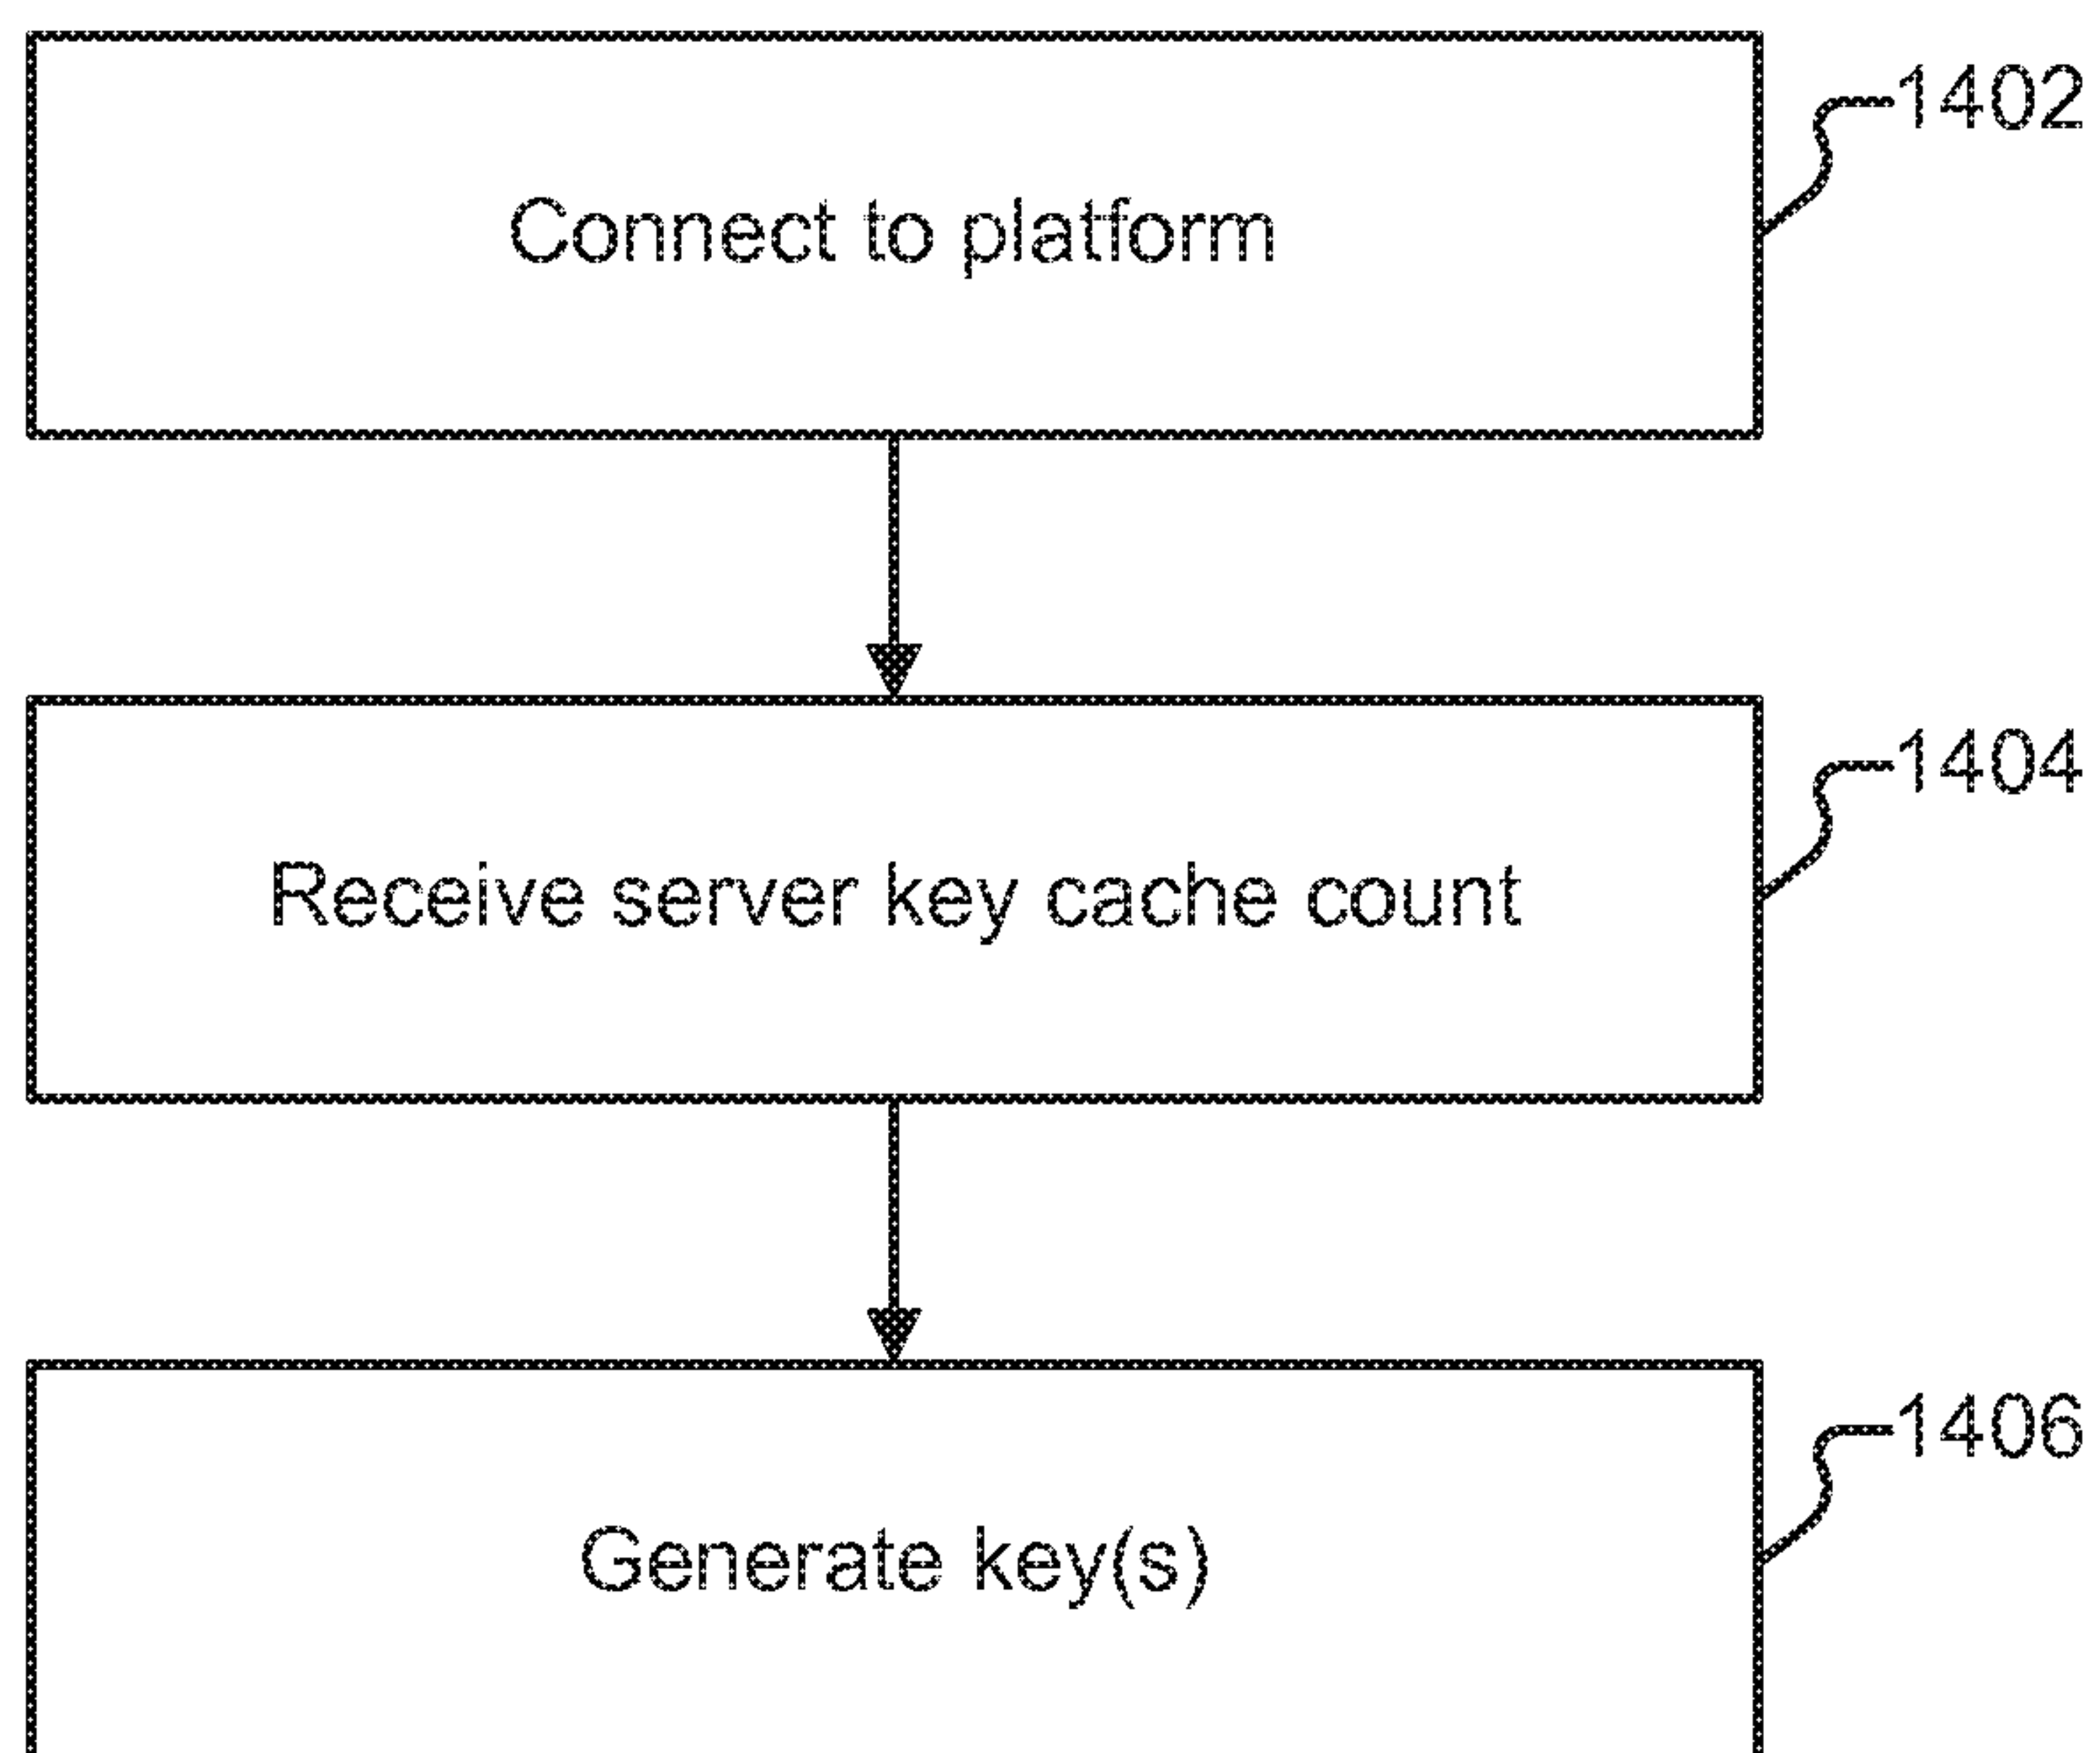 1402
Connect to platform
1404
Receive server key cache count
1406
Generate key(s)